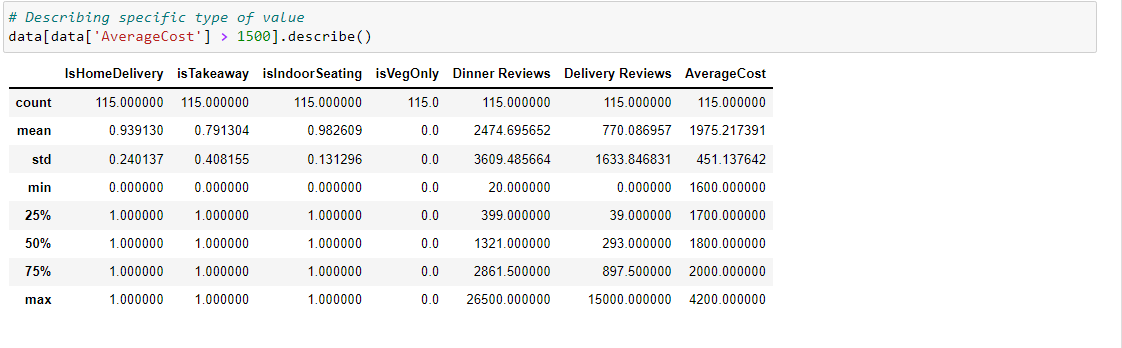 # Describing specific type of value
data[data['AverageCost'] > 1500].describe()
IsHomeDelivery isTakeaway isIndoorSeating isVegOnly Dinner Reviews Delivery Reviews AverageCost
count 115.000000 115.000000 115.000000 115.0 115.000000 115.000000 115.000000
mean 0.939130 0.791304 0.982609 0.0 2474.695652 770.086957 1975.217391
std 0.240137 0.408155 0.131296 0.0 3609.485664 1633.846831 451.137642
min 0.000000 0.000000 0.000000 0.0 20.000000 0.000000 1600.000000
25% 1.000000 1.000000 1.000000 0.0 399.000000 39.000000 1700.000000
50% 1.000000 1.000000 1.000000 0.0 1321.000000 293.000000 1800.000000
75% 1.000000 1.000000 1.000000 0.0 2861.500000 897.500000 2000.000000
max 1.000000 1.000000 1.000000 0.0 26500.000000 15000.000000 4200.000000